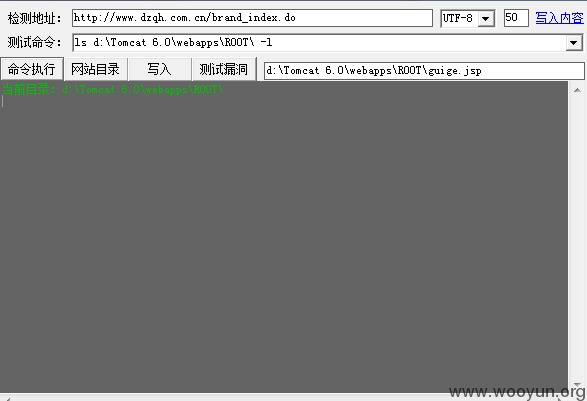 检测地址: http://www.dzqh.com.cn/brand_index.do UTF-8 50 写入内容
测试命令: ls d:\Tomcat 6.0\webapps\ROOT\ -l
命令执行 网站目录 写入 测试漏洞 d:\Tomcat 6.0\webapps\ROOT\guige.jsp
当前目录: d:\Tomcat 6.0\webapps\ROOT\
www.wooyun.org